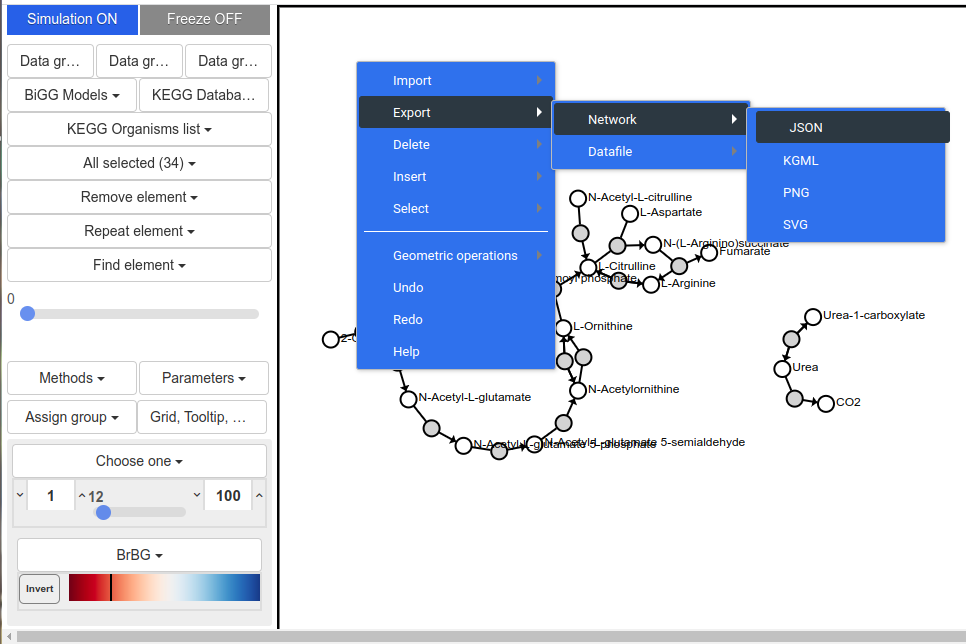 Simulation ON
Freeze OFF
Data gr…
Data gr…
Data gr…
BiGG Models
KEGG Databa…
KEGG Organisms list
All selected (34)
Remove element
Repeat element
Find element
0
Methods
Parameters
Assign group
Grid, Tooltip, …
Choose one
1
12
100
BrBG
Invert
Import
Export
Delete
Insert
Select
Geometric operations
Undo
Redo
Help
Network
Datafile
JSON
KGML
PNG
SVG
N-Acetyl-L-citrulline
L-Aspartate
N-(L-Arginino)succinate
Fumarate
L-Citrulline
moyl phosphate
L-Arginine
L-Ornithine
Urea-1-carboxylate
2-O
Urea
N-Acetylornithine
N-Acetyl-L-glutamate
CO2
N-Acetyl-L-glutamate 5-phosphate
N-Acetyl-L-glutamate 5-semialdehyde